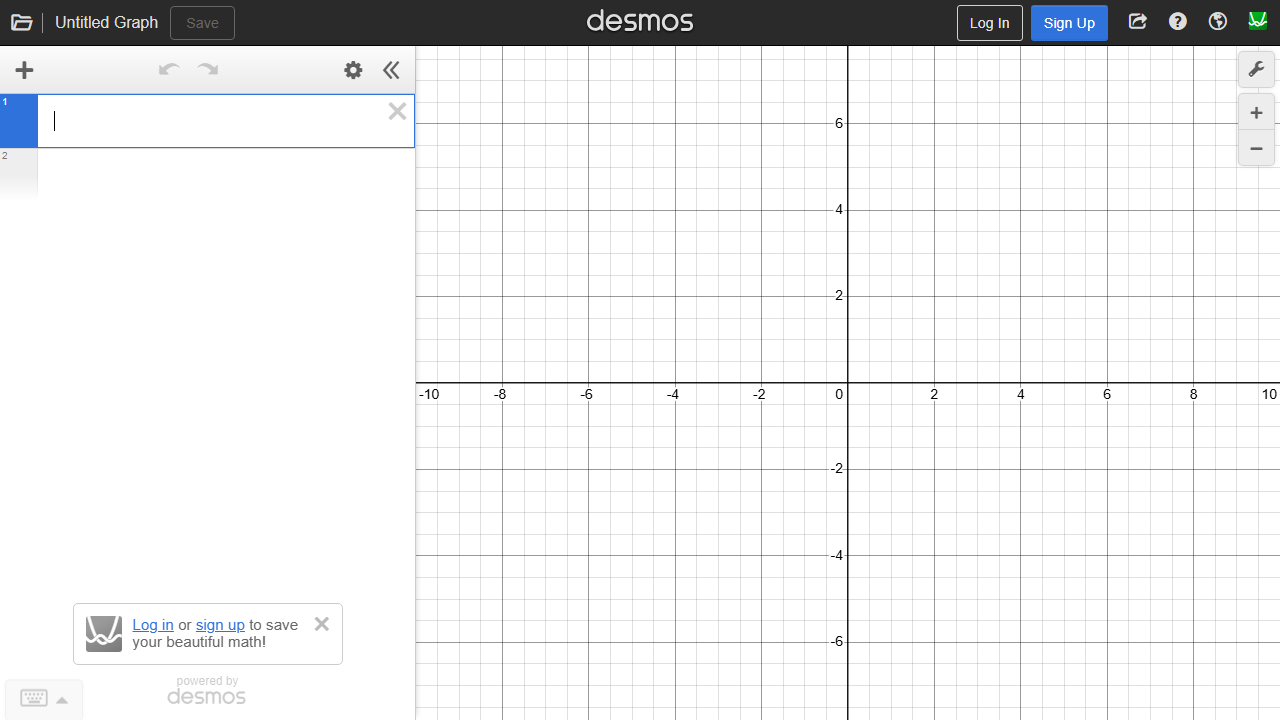 Untitled Graph
Save
desmos
Log In
Sign Up
1
2
6
4
2
-10
-8
-6
-4
-2
0
2
4
6
8
10
-2
-4
-6
Log in or sign up to save
your beautiful math!
powered by
desmos